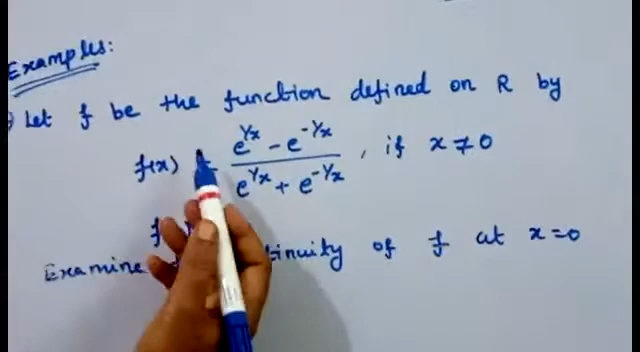 Examples:
Let f be the function defined on R by
f(x) = (e^{1/x} - e^{-1/x}) / (e^{1/x} + e^{-1/x}), if x ≠ 0
f
Examine tinuity of f at x=0